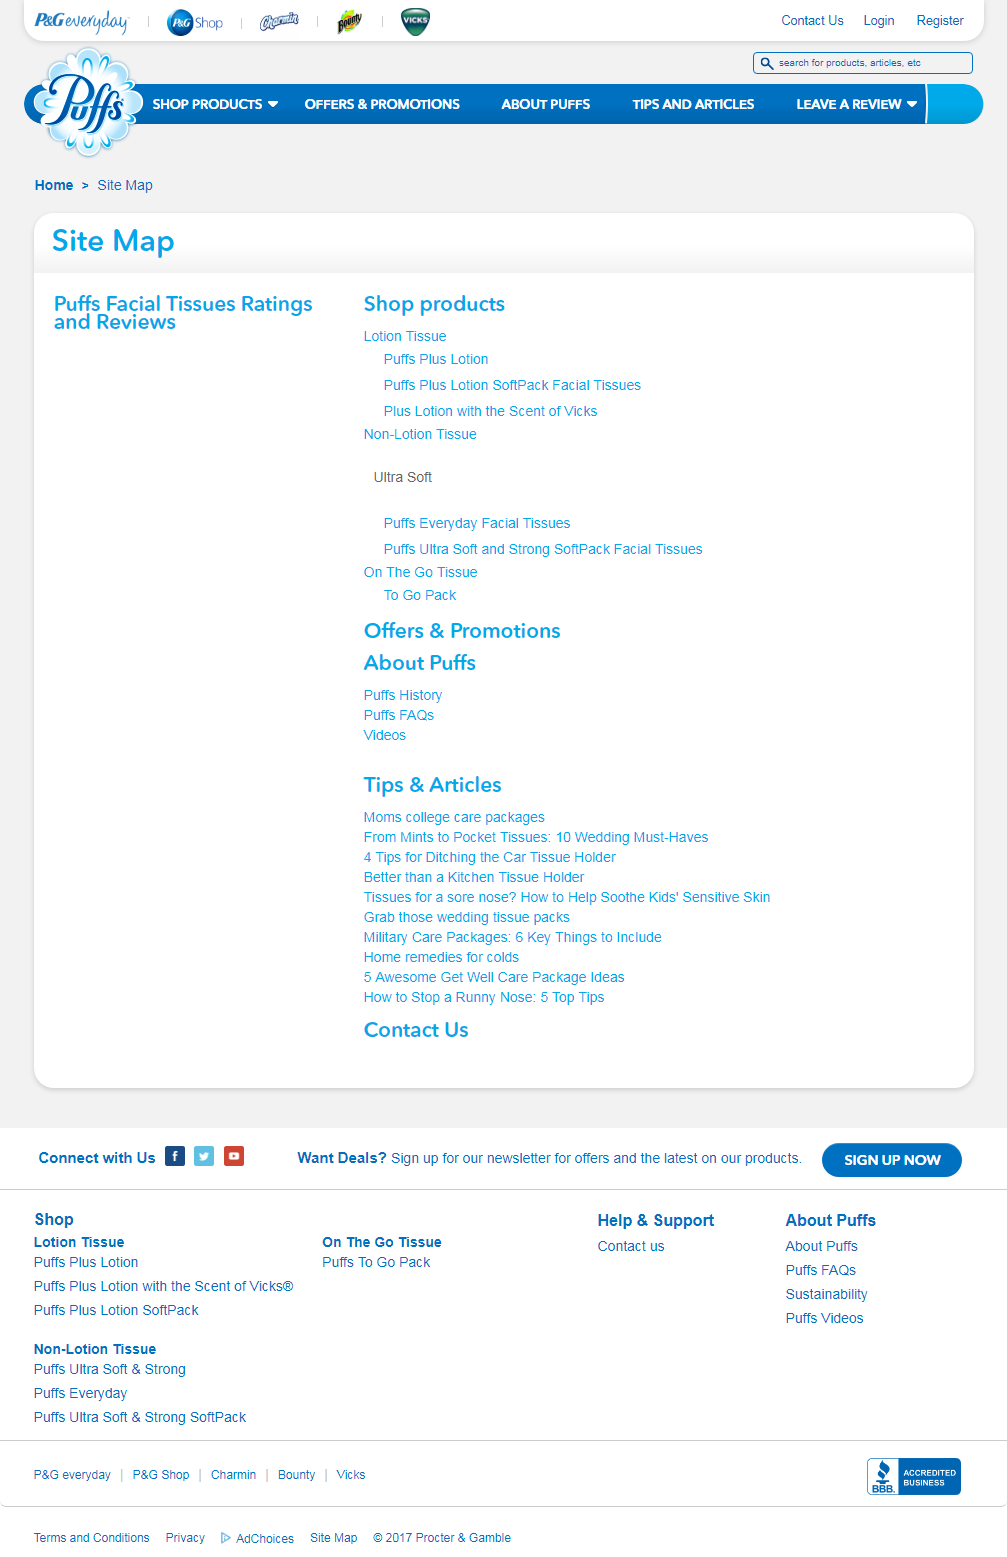 P&G everyday
P&G Shop
Charmin
Bounty
VICKS
Contact Us
Login
Register
search for products, articles, etc
Puffs
SHOP PRODUCTS
OFFERS & PROMOTIONS
ABOUT PUFFS
TIPS AND ARTICLES
LEAVE A REVIEW
Home > Site Map
Site Map
Puffs Facial Tissues Ratings
and Reviews
Shop products
Lotion Tissue
Puffs Plus Lotion
Puffs Plus Lotion SoftPack Facial Tissues
Plus Lotion with the Scent of Vicks
Non-Lotion Tissue
Ultra Soft
Puffs Everyday Facial Tissues
Puffs Ultra Soft and Strong SoftPack Facial Tissues
On The Go Tissue
To Go Pack
Offers & Promotions
About Puffs
Puffs History
Puffs FAQs
Videos
Tips & Articles
Moms college care packages
From Mints to Pocket Tissues: 10 Wedding Must-Haves
4 Tips for Ditching the Car Tissue Holder
Better than a Kitchen Tissue Holder
Tissues for a sore nose? How to Help Soothe Kids' Sensitive Skin
Grab those wedding tissue packs
Military Care Packages: 6 Key Things to Include
Home remedies for colds
5 Awesome Get Well Care Package Ideas
How to Stop a Runny Nose: 5 Top Tips
Contact Us
Connect with Us
Want Deals? Sign up for our newsletter for offers and the latest on our products.
SIGN UP NOW
Shop
Lotion Tissue
Puffs Plus Lotion
Puffs Plus Lotion with the Scent of Vicks®
Puffs Plus Lotion SoftPack
Non-Lotion Tissue
Puffs Ultra Soft & Strong
Puffs Everyday
Puffs Ultra Soft & Strong SoftPack
On The Go Tissue
Puffs To Go Pack
Help & Support
Contact us
About Puffs
About Puffs
Puffs FAQs
Sustainability
Puffs Videos
P&G everyday | P&G Shop | Charmin | Bounty | Vicks
BBB.
ACCREDITED
BUSINESS
Terms and Conditions
Privacy
AdChoices
Site Map
© 2017 Procter & Gamble